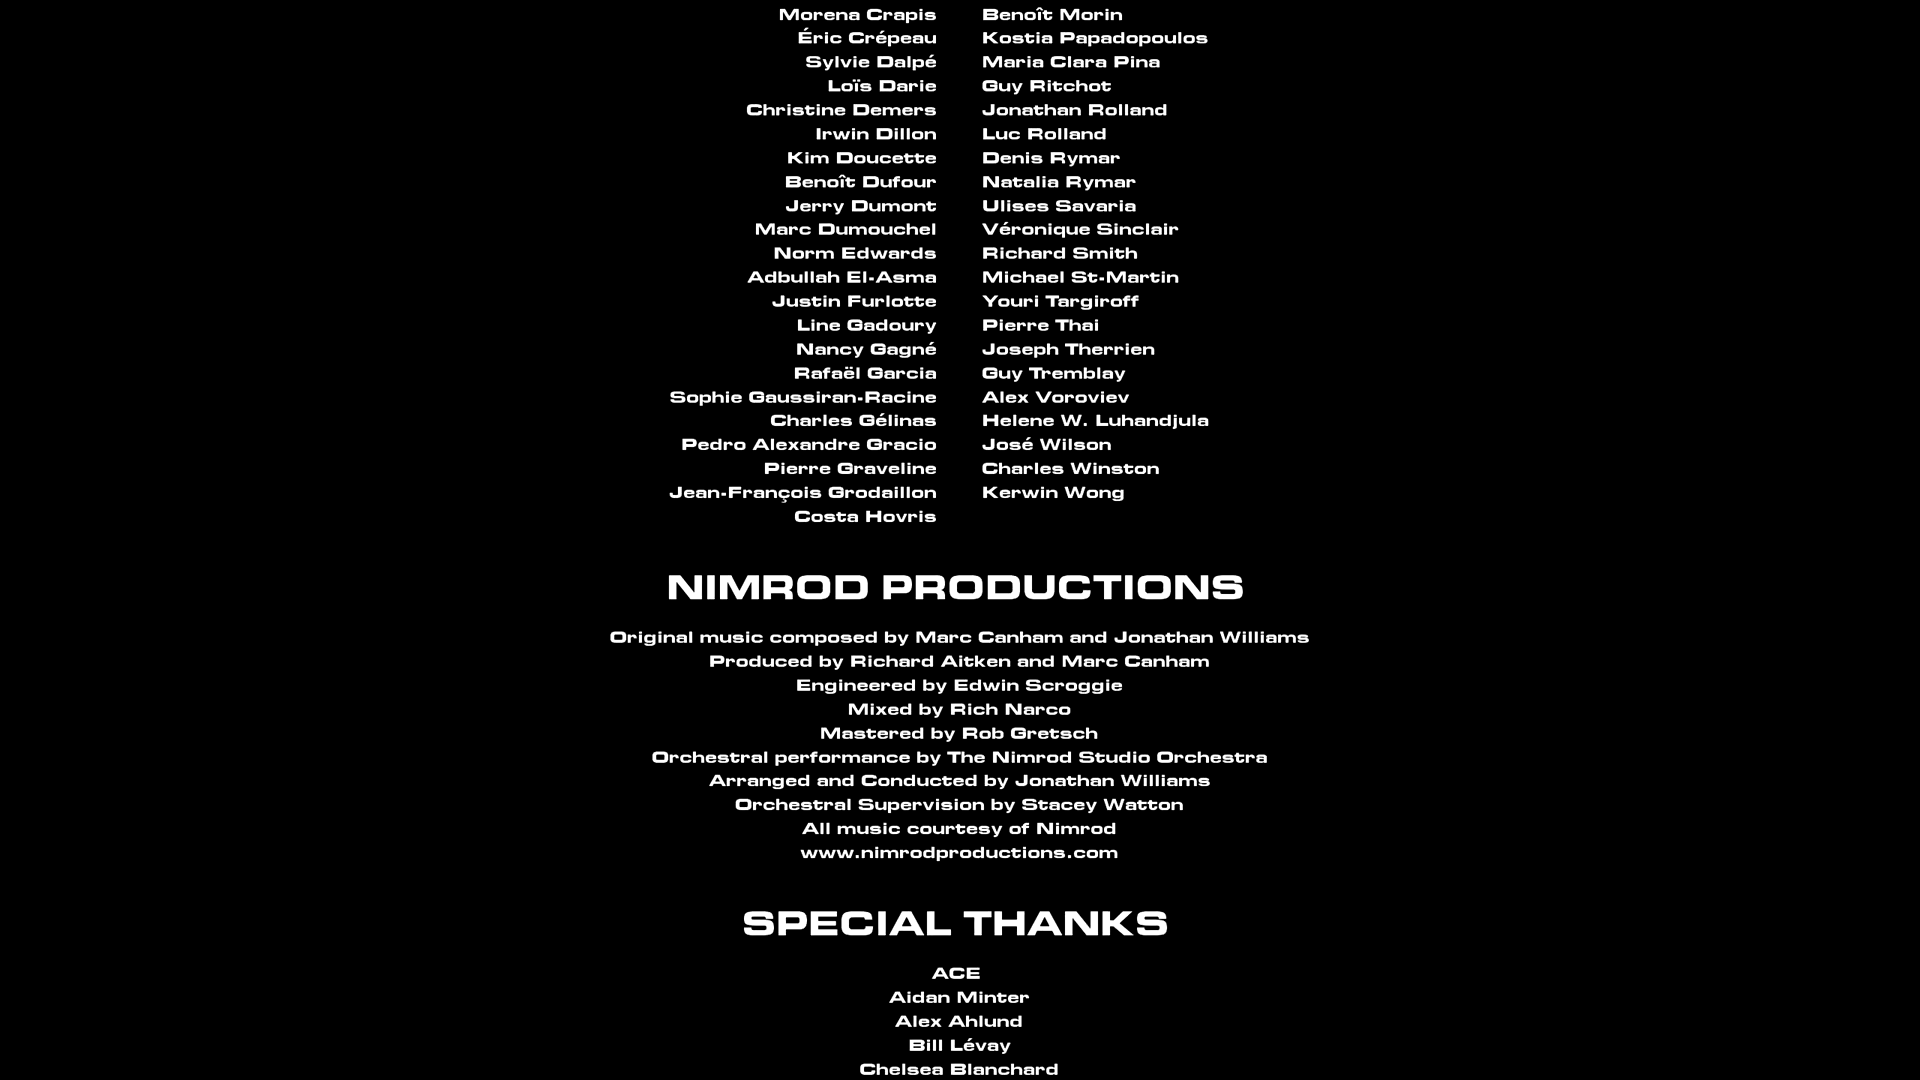 Morena Crapis Benoît Morin
Éric Crépeau Kostia Papadopoulos
Sylvie Dalpé Maria Clara Pina
Loïs Darie Guy Ritchot
Christine Demers Jonathan Rolland
Irwin Dillon Luc Rolland
Kim Doucette Denis Rymar
Benoît Dufour Natalia Rymar
Jerry Dumont Ulises Savaria
Marc Dumouchel Véronique Sinclair
Norm Edwards Richard Smith
Adbullah El-Asma Michael St-Martin
Justin Furlotte Youri Targiroff
Line Gadoury Pierre Thai
Nancy Gagné Joseph Therrien
Rafaël Garcia Guy Tremblay
Sophie Gaussiran-Racine Alex Voroviev
Charles Gélinas Helene W. Luhandjula
Pedro Alexandre Gracio José Wilson
Pierre Graveline Charles Winston
Jean-François Grodaillon Kerwin Wong
Costa Hovris
NIMROD PRODUCTIONS
Original music composed by Marc Canham and Jonathan Williams
Produced by Richard Aitken and Marc Canham
Engineered by Edwin Scroggie
Mixed by Rich Narco
Mastered by Rob Gretsch
Orchestral performance by The Nimrod Studio Orchestra
Arranged and Conducted by Jonathan Williams
Orchestral Supervision by Stacey Watton
All music courtesy of Nimrod
www.nimrodproductions.com
SPECIAL THANKS
ACE
Aidan Minter
Alex Ahlund
Bill Lévay
Chelsea Blanchard